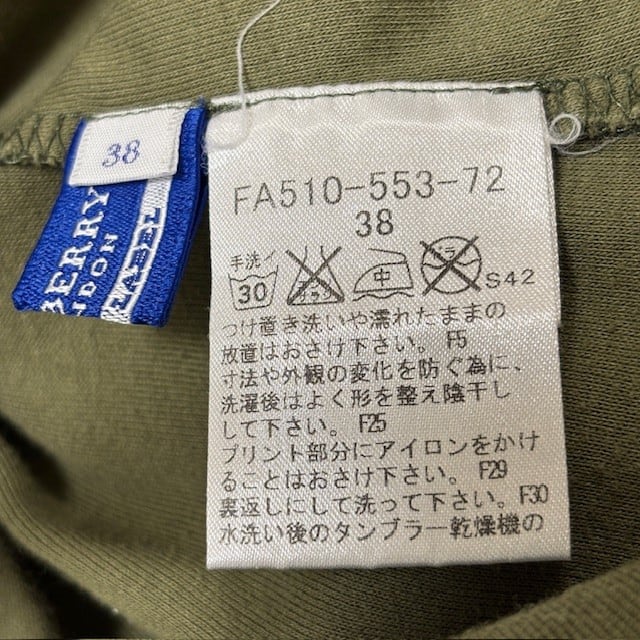 38
BERRY
NDON
LABEL
FA510-553-72
38
手洗イ
30
中
S42
つけ置き洗いや濡れたままの
放置はおさけ下さい。 F5
寸法や外観の変化を防ぐ為に、
洗濯後はよく形を整え陰干し
して下さい。 F25
プリント部分にアイロンをかけ
ることはおさけ下さい。 F29
裏返しにして洗って下さい。 F30
水洗い後のタンブラー乾燥機の